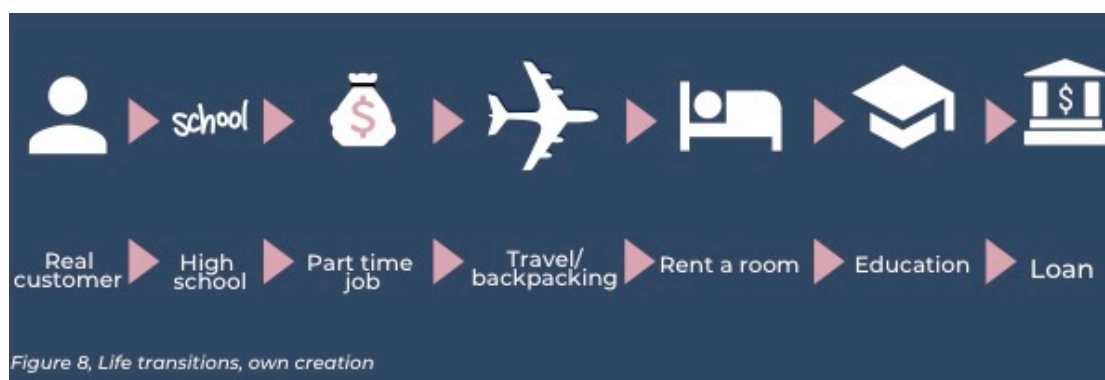 school
$
$
Real
customer
High
school
Part time
job
Travel/
backpacking
Rent a room
Education
Loan
Figure 8, Life transitions, own creation